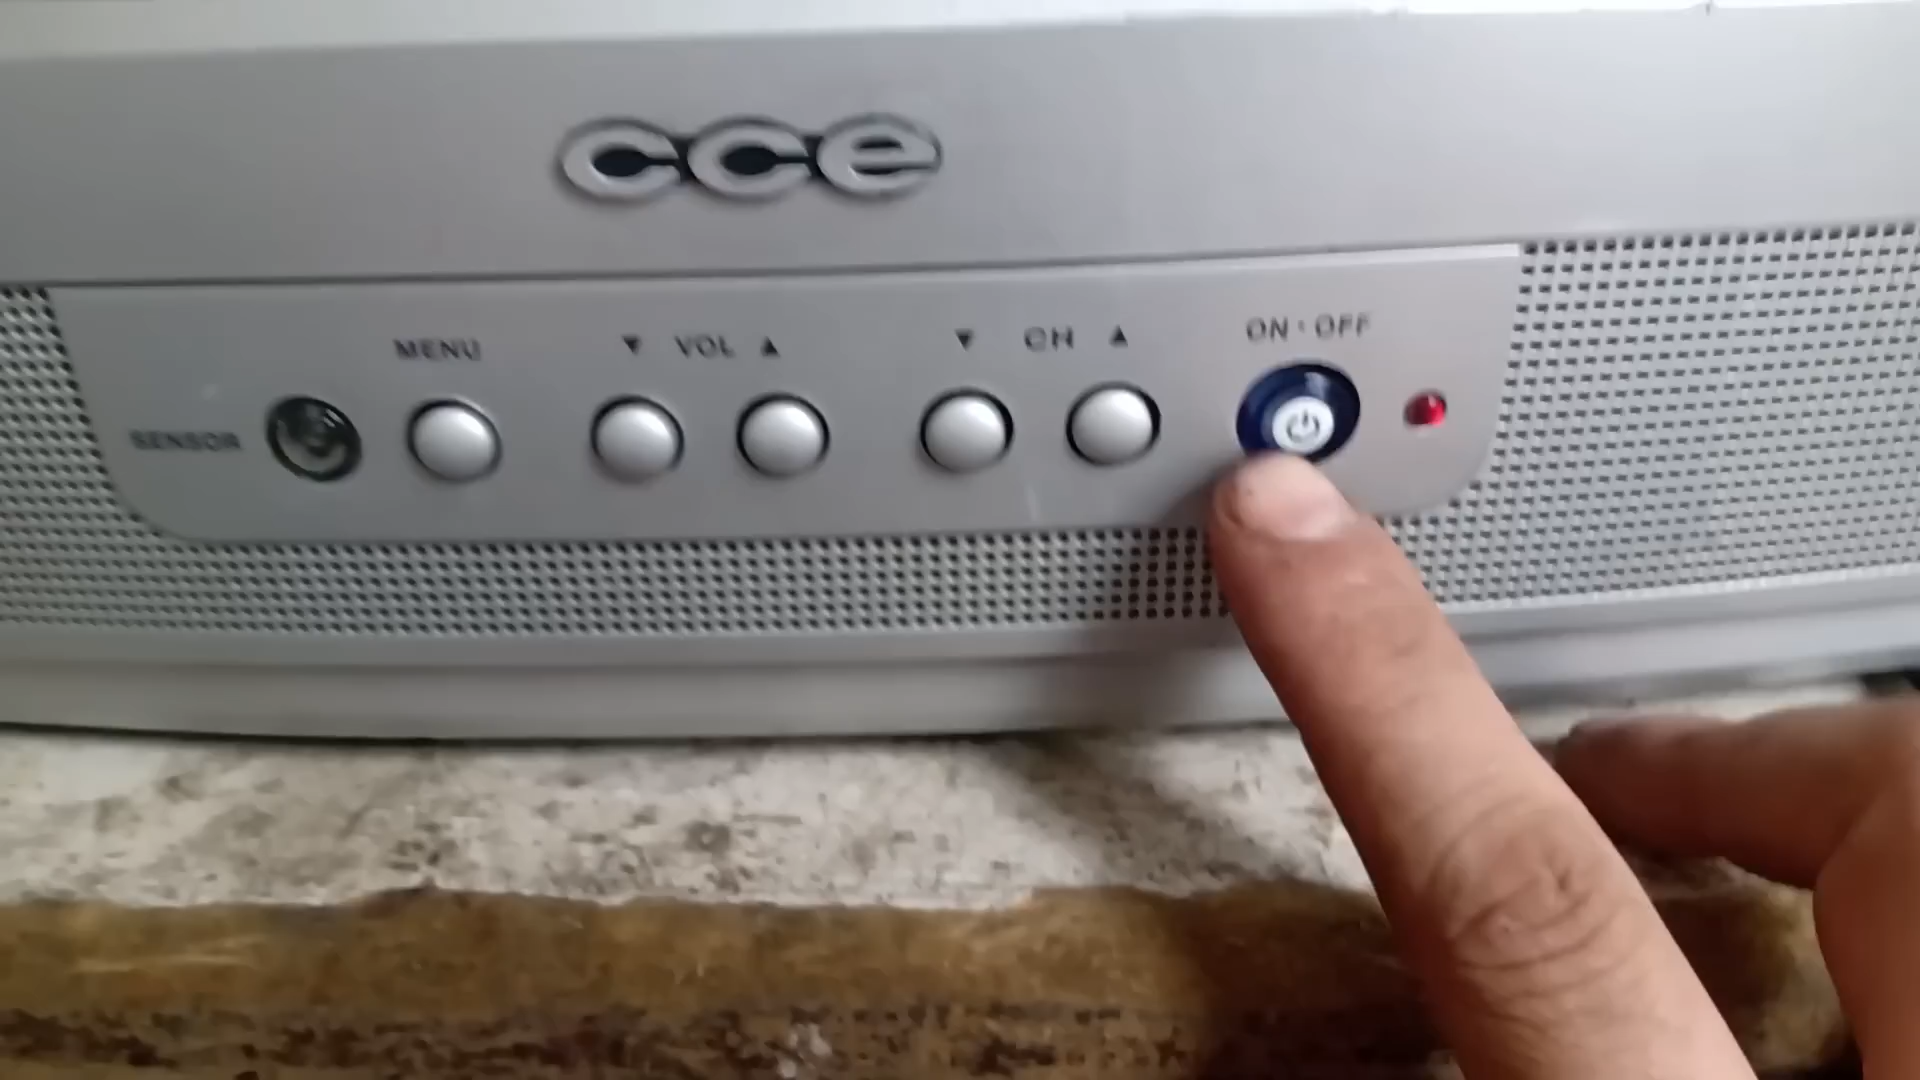 cce
MENU
▼ VOL ▲
▼ CH ▲
ON · OFF
SENSOR